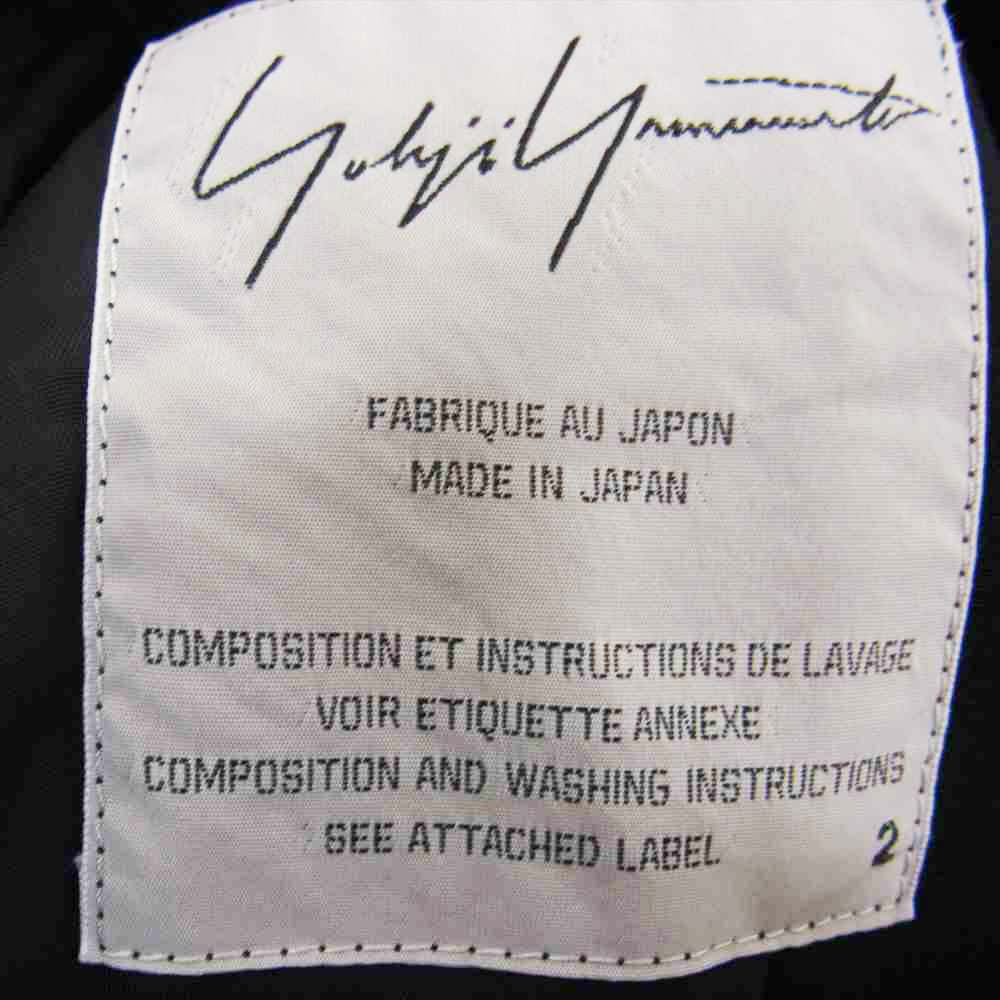 Yohji Yamamoto
FABRIQUE AU JAPON
MADE IN JAPAN
COMPOSITION ET INSTRUCTIONS DE LAVAGE
VOIR ETIQUETTE ANNEXE
COMPOSITION AND WASHING INSTRUCTIONS
SEE ATTACHED LABEL 2